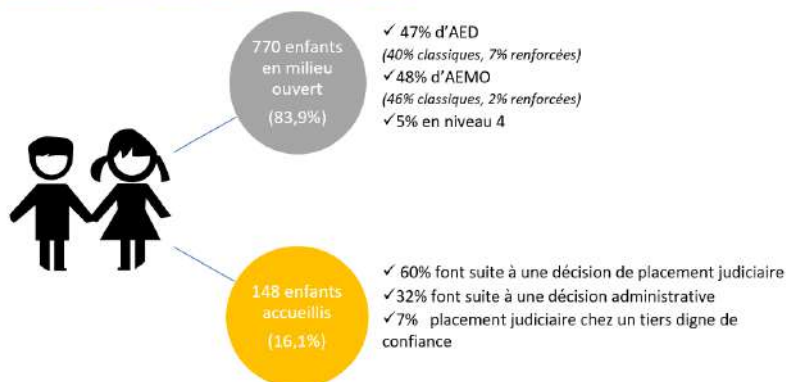 770 enfants
en milieu
ouvert
(83,9%)
✓ 47% d'AED
(40% classiques, 7% renforcées)
✓48% d'AEMO
(46% classiques, 2% renforcées)
✓5% en niveau 4
148 enfants
accueillis
(16,1%)
✓ 60% font suite à une décision de placement judiciaire
✓32% font suite à une décision administrative
✓7% placement judiciaire chez un tiers digne de
confiance